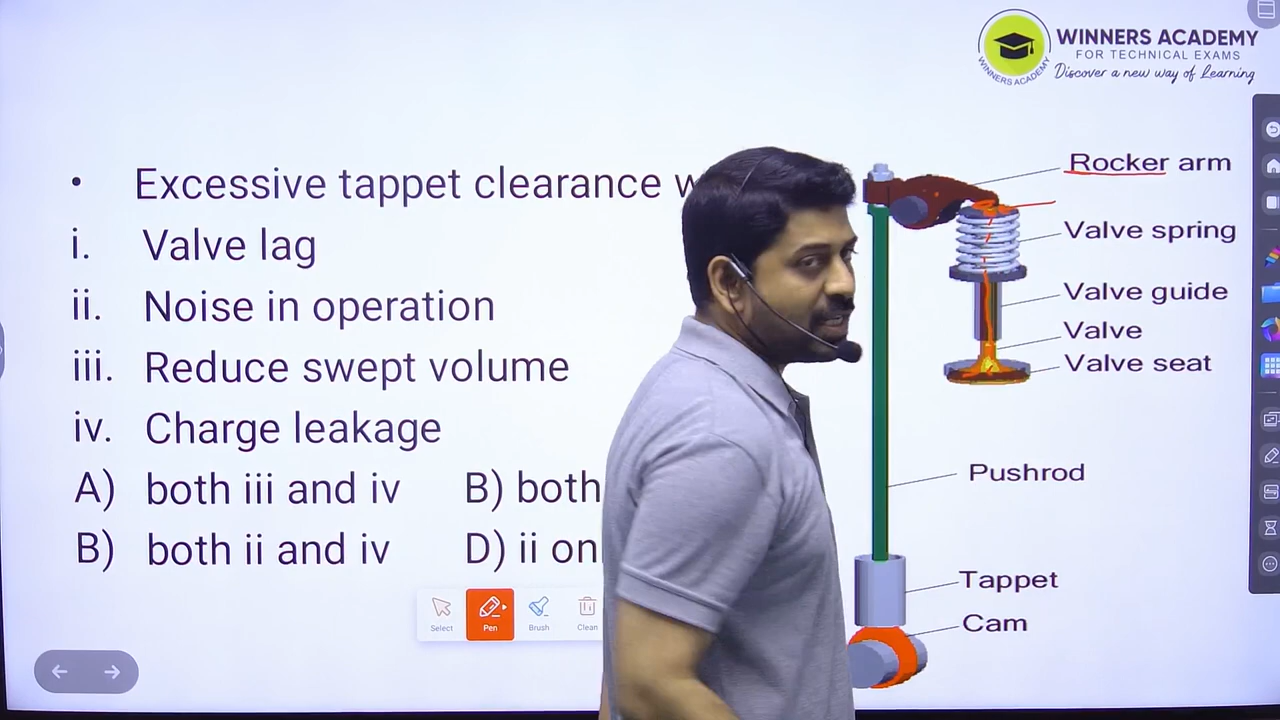 WINNERS ACADEMY
FOR TECHNICAL EXAMS
Discover a new way of Learning
WINNERS ACADEMY
• Excessive tappet clearance
i. Valve lag
ii. Noise in operation
iii. Reduce swept volume
iv. Charge leakage
A) both iii and iv B) both
B) both ii and iv D) ii
Rocker arm
Valve spring
Valve guide
Valve
Valve seat
Pushrod
Tappet
Cam
Select
Pen
Brush
Clean